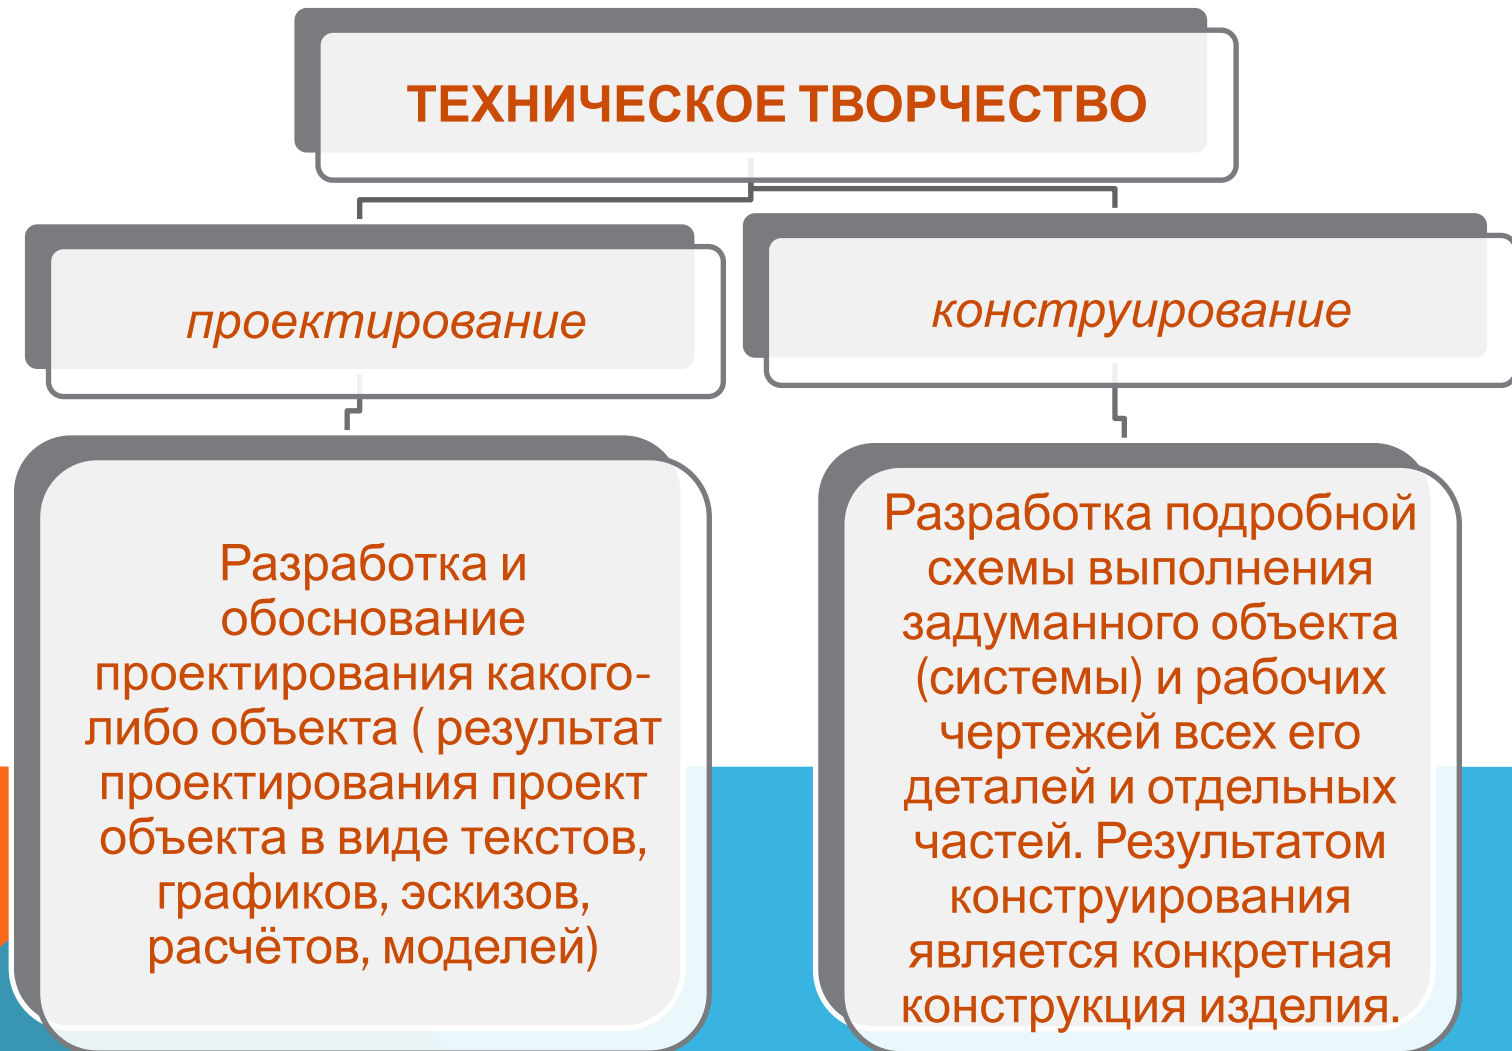 ТЕХНИЧЕСКОЕ ТВОРЧЕСТВО
проектирование
конструирование
Разработка и
обоснование
проектирования какого-
либо объекта ( результат
проектирования проект
объекта в виде текстов,
графиков, эскизов,
расчётов, моделей)
Разработка подробной
схемы выполнения
задуманного объекта
(системы) и рабочих
чертежей всех его
деталей и отдельных
частей. Результатом
конструирования
является конкретная
конструкция изделия.